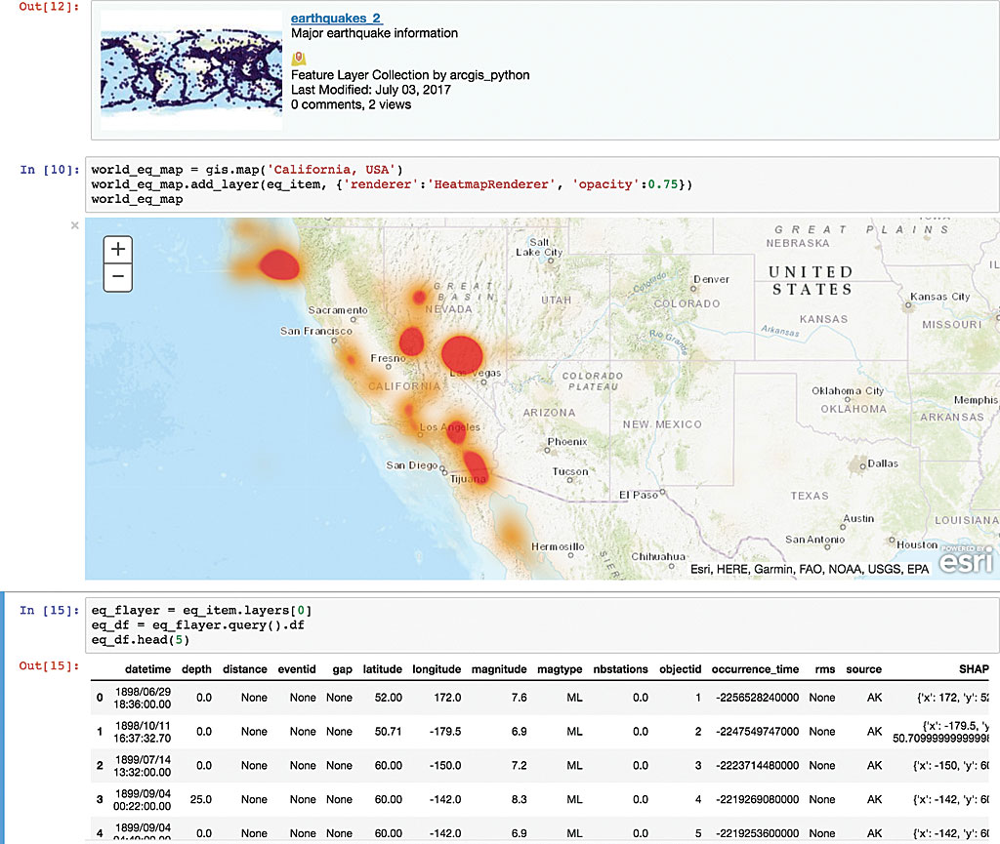 Out[12]:
earthquakes_2
Major earthquake information
Feature Layer Collection by arcgis_python
Last Modified: July 03, 2017
0 comments, 2 views
In [10]:
world_eq_map = gis.map('California, USA')
world_eq_map.add_layer(eq_item, {'renderer':'HeatmapRenderer', 'opacity':0.75})
world_eq_map
×
+
−
GREAT PLAINS
NEBRASKA
Salt
Lake City
UNITED
STATES
Denver
GREAT
BASIN
NEVADA
UTAH
Colorado
COLORADO
Kansas City
Sacramento
KANSAS
MISSOURI
San Francisco
Arkansas
Rio Grande
Fresno
Las Vegas
COLORADO
PLATEAU
CALIFORNIA
Oklahoma City
OKLAHOMA
Memphis
ARKANSAS
ARIZONA
Los Angeles
NEW MEXICO
Phoenix
San Diego
Tijuana
Tucson
Dallas
El Paso
TEXAS
Austin
LOUISIANA
San Antonio
Houston
Hermosillo
Chihuahua
SIER
POWERED BY
esri
Esri, HERE, Garmin, FAO, NOAA, USGS, EPA
In [15]:
eq_flayer = eq_item.layers[0]
eq_df = eq_flayer.query().df
eq_df.head(5)
Out[15]:
datetime depth distance eventid gap latitude longitude magnitude magtype nbstations objectid occurrence_time rms source SHAP
0 1898/06/29 18:36:00.00 0.0 None None None 52.00 172.0 7.6 ML 0.0 1 -2256528240000 None AK {'x': 172, 'y': 52
1 1898/10/11 16:37:32.70 0.0 None None None 50.71 -179.5 6.9 ML 0.0 2 -2247549747000 None AK {'x': -179.5, 'y 50.7099999999999
2 1899/07/14 13:32:00.00 0.0 None None None 60.00 -150.0 7.2 ML 0.0 3 -2223714480000 None AK {'x': -150, 'y': 60
3 1899/09/04 00:22:00.00 25.0 None None None 60.00 -142.0 8.3 ML 0.0 4 -2219269080000 None AK {'x': -142, 'y': 60
4 1899/09/04 0.0 None None None 60.00 -142.0 6.9 ML 0.0 5 -2219253600000 None AK {'x': -142, 'y': 60